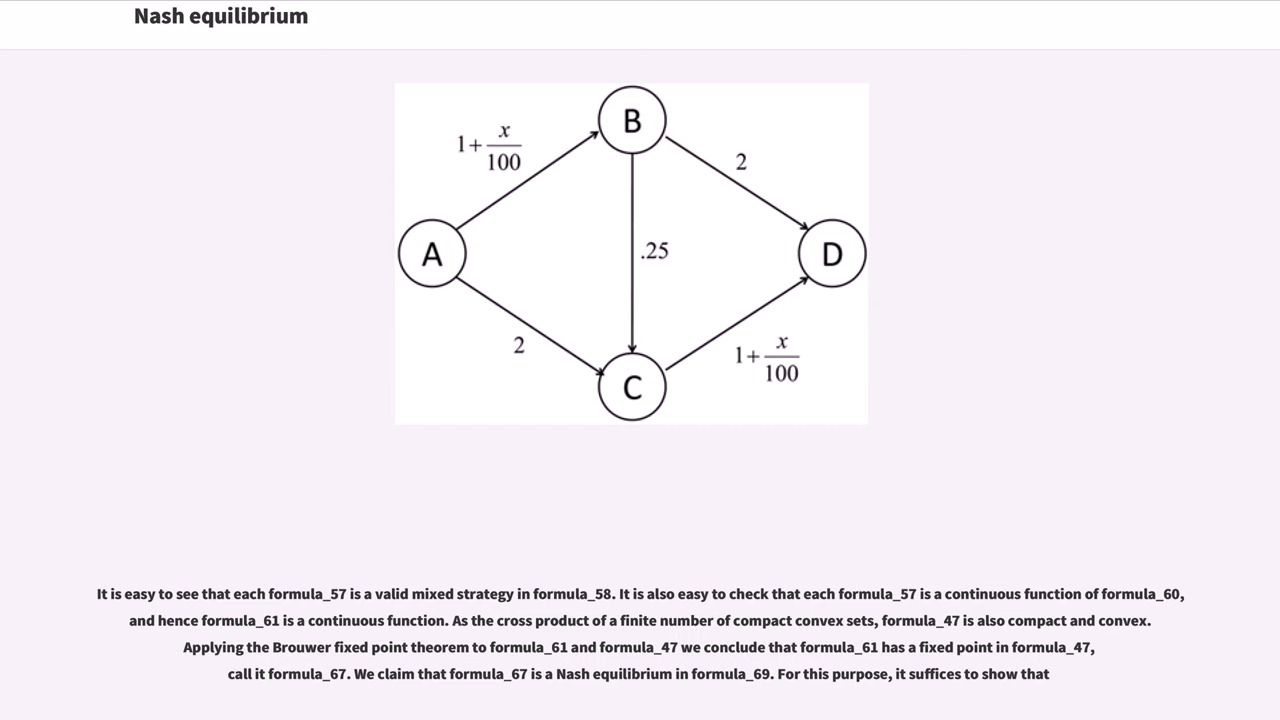 Nash equilibrium
B
1+ x/100
2
A
.25
D
2
1+ x/100
C
It is easy to see that each formula_57 is a valid mixed strategy in formula_58. It is also easy to check that each formula_57 is a continuous function of formula_60,
and hence formula_61 is a continuous function. As the cross product of a finite number of compact convex sets, formula_47 is also compact and convex.
Applying the Brouwer fixed point theorem to formula_61 and formula_47 we conclude that formula_61 has a fixed point in formula_47,
call it formula_67. We claim that formula_67 is a Nash equilibrium in formula_69. For this purpose, it suffices to show that